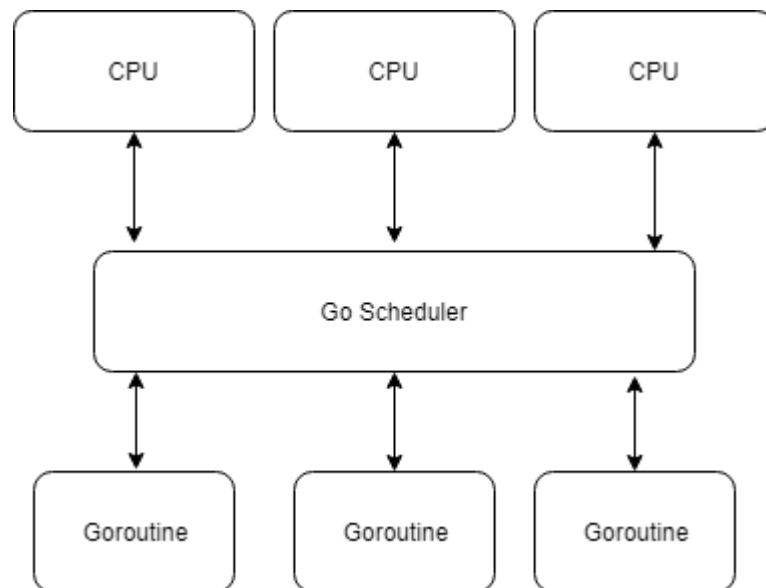 CPU
CPU
CPU
Go Scheduler
Goroutine
Goroutine
Goroutine